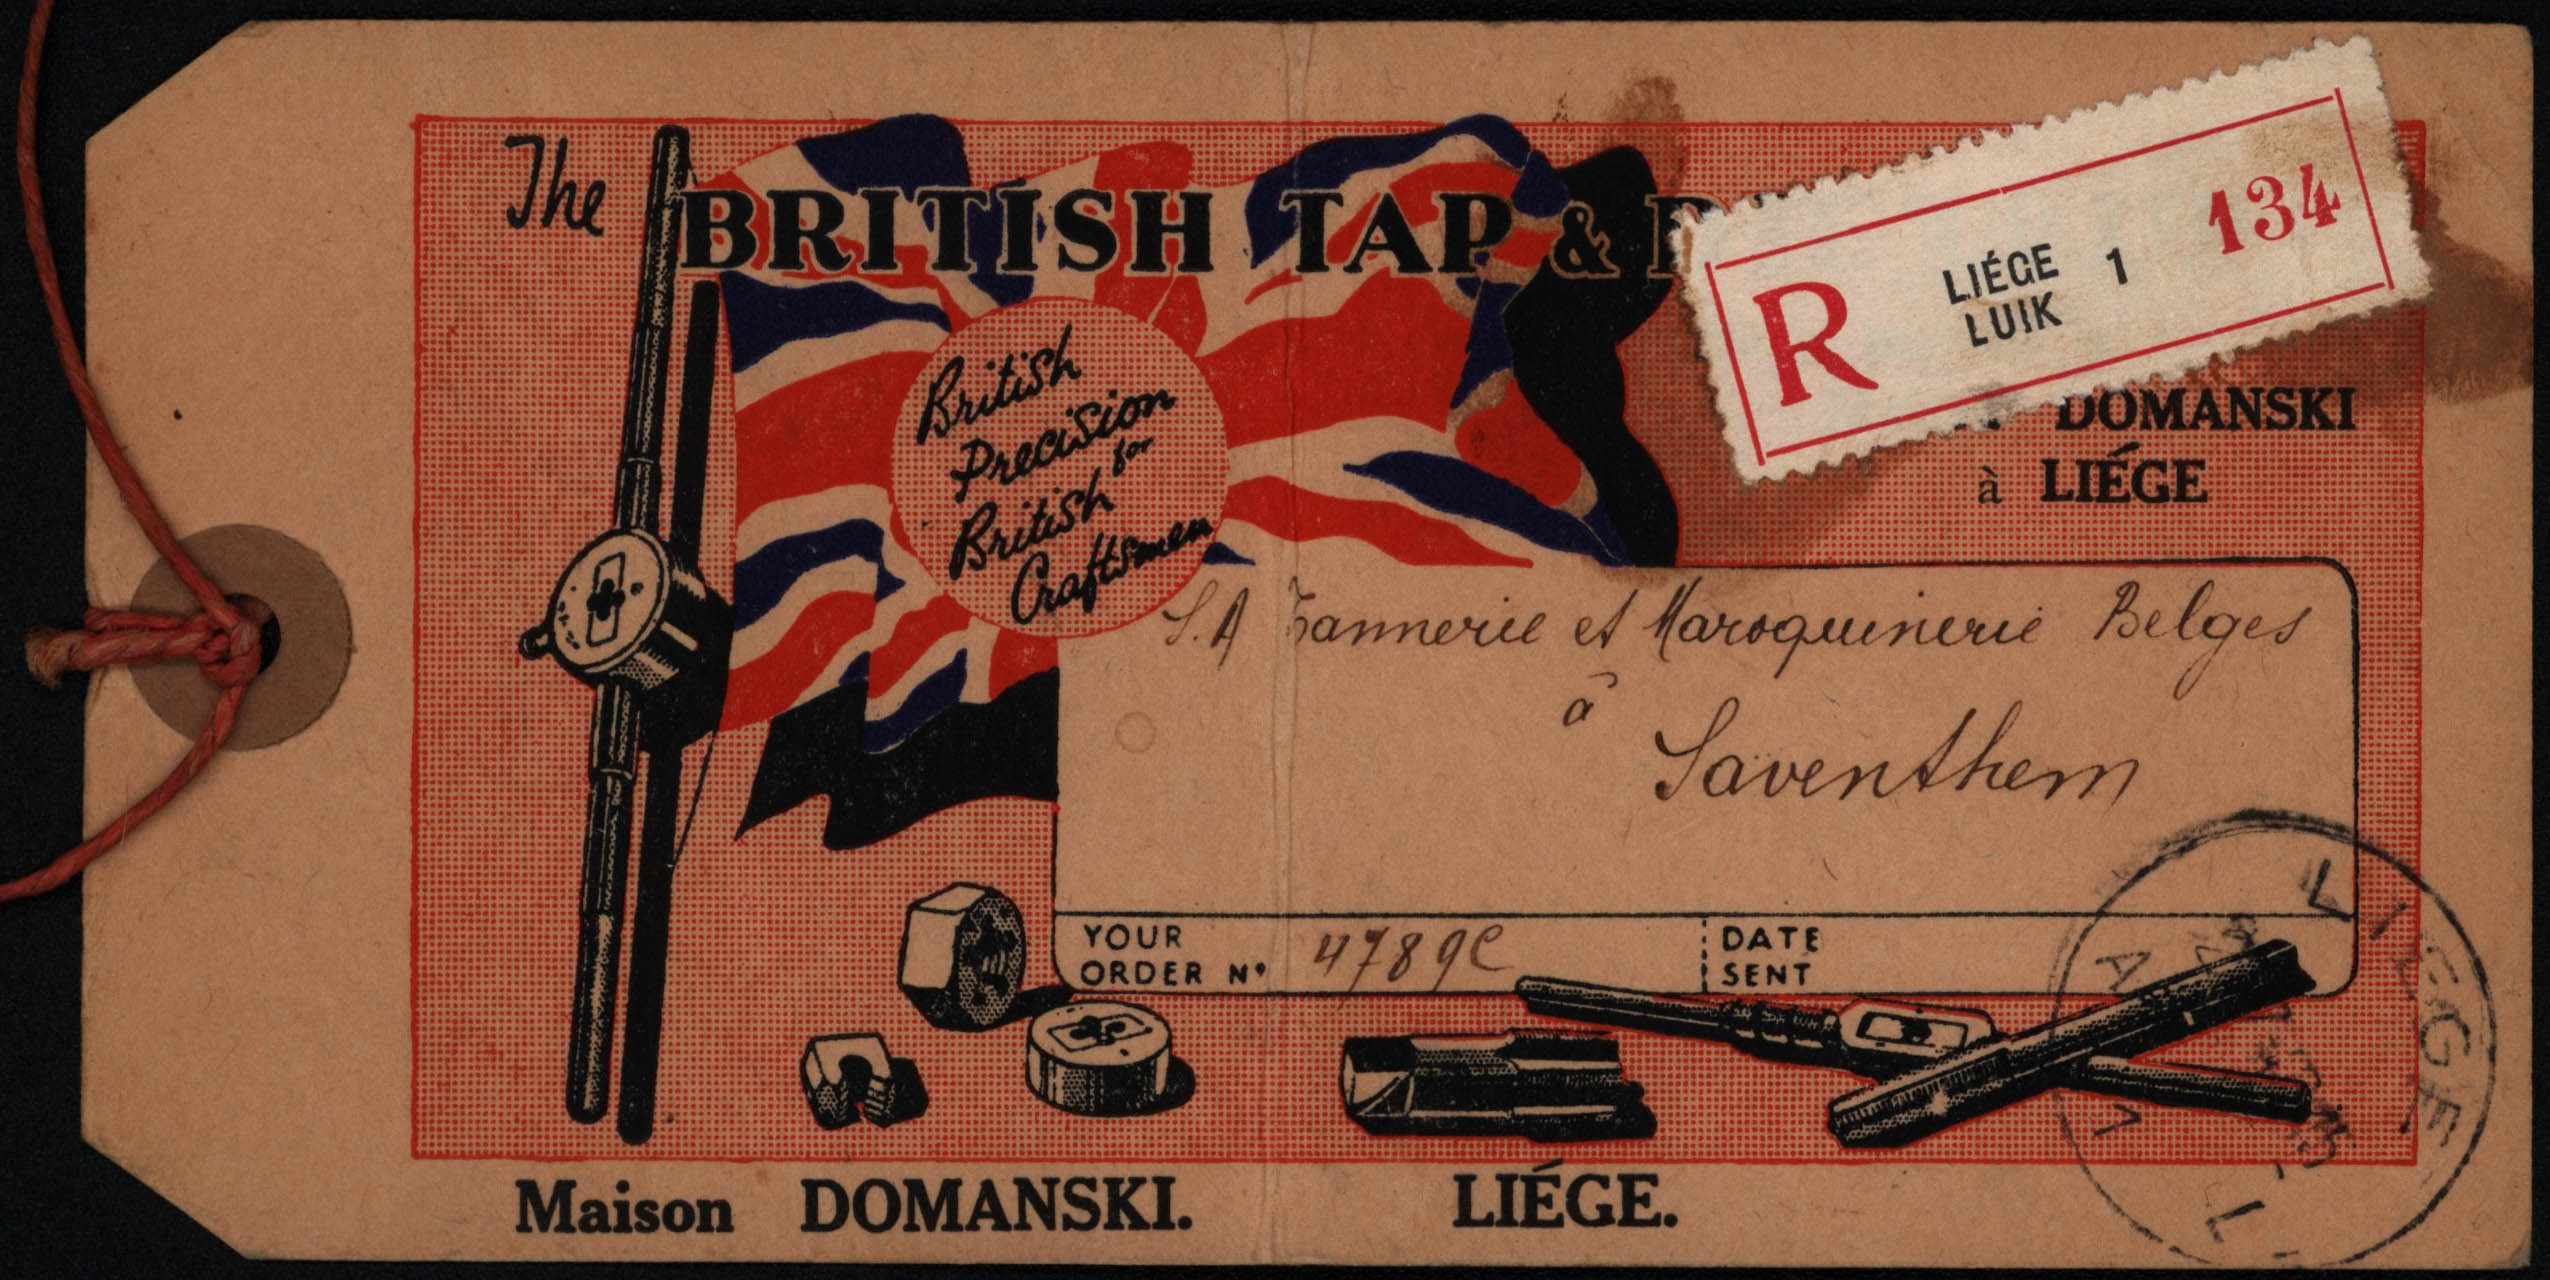 The BRITISH TAP &
R LIÉGE 1 134
LUIK
DOMANSKI
à LIÉGE
British
Precision
for
British
Craftsmen
S.A Tannerie et Maroquinerie Belges
à
Saventhem
YOUR
ORDER Nº 4789C
DATE
SENT
LIEGE
Maison DOMANSKI. LIÉGE.